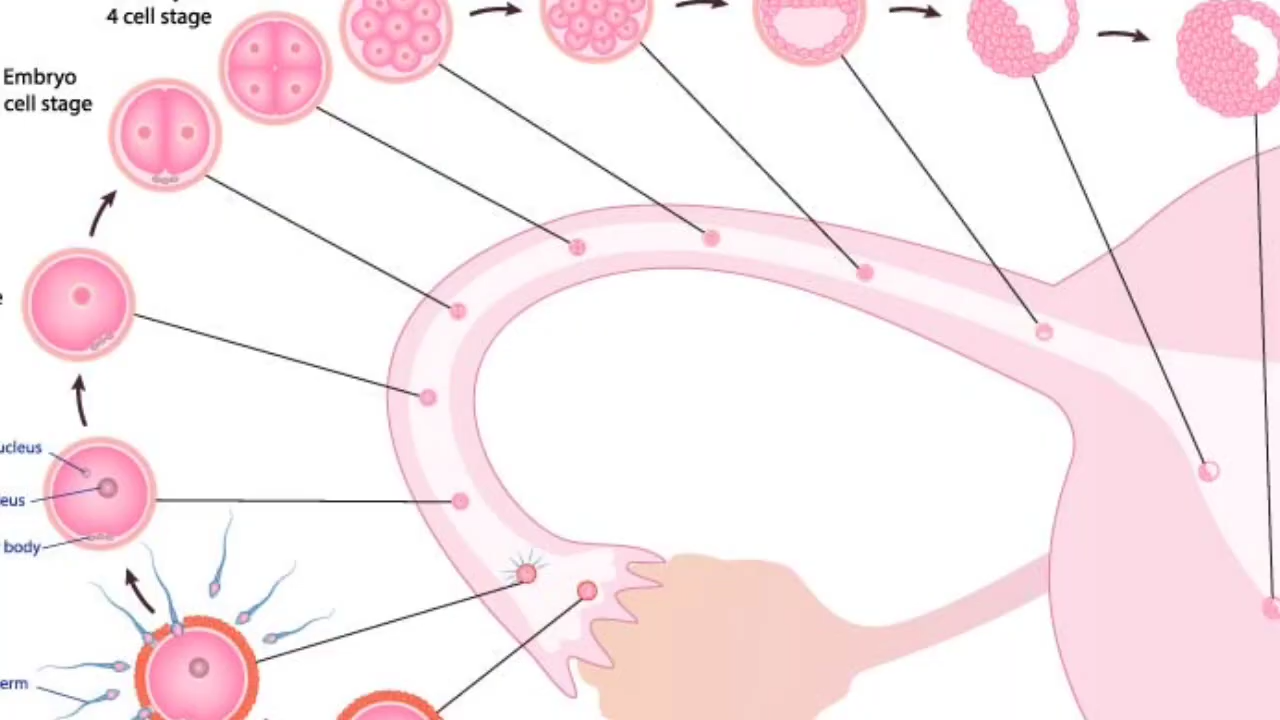 4 cell stage
Embryo
cell stage
ucleus
eus
body
erm